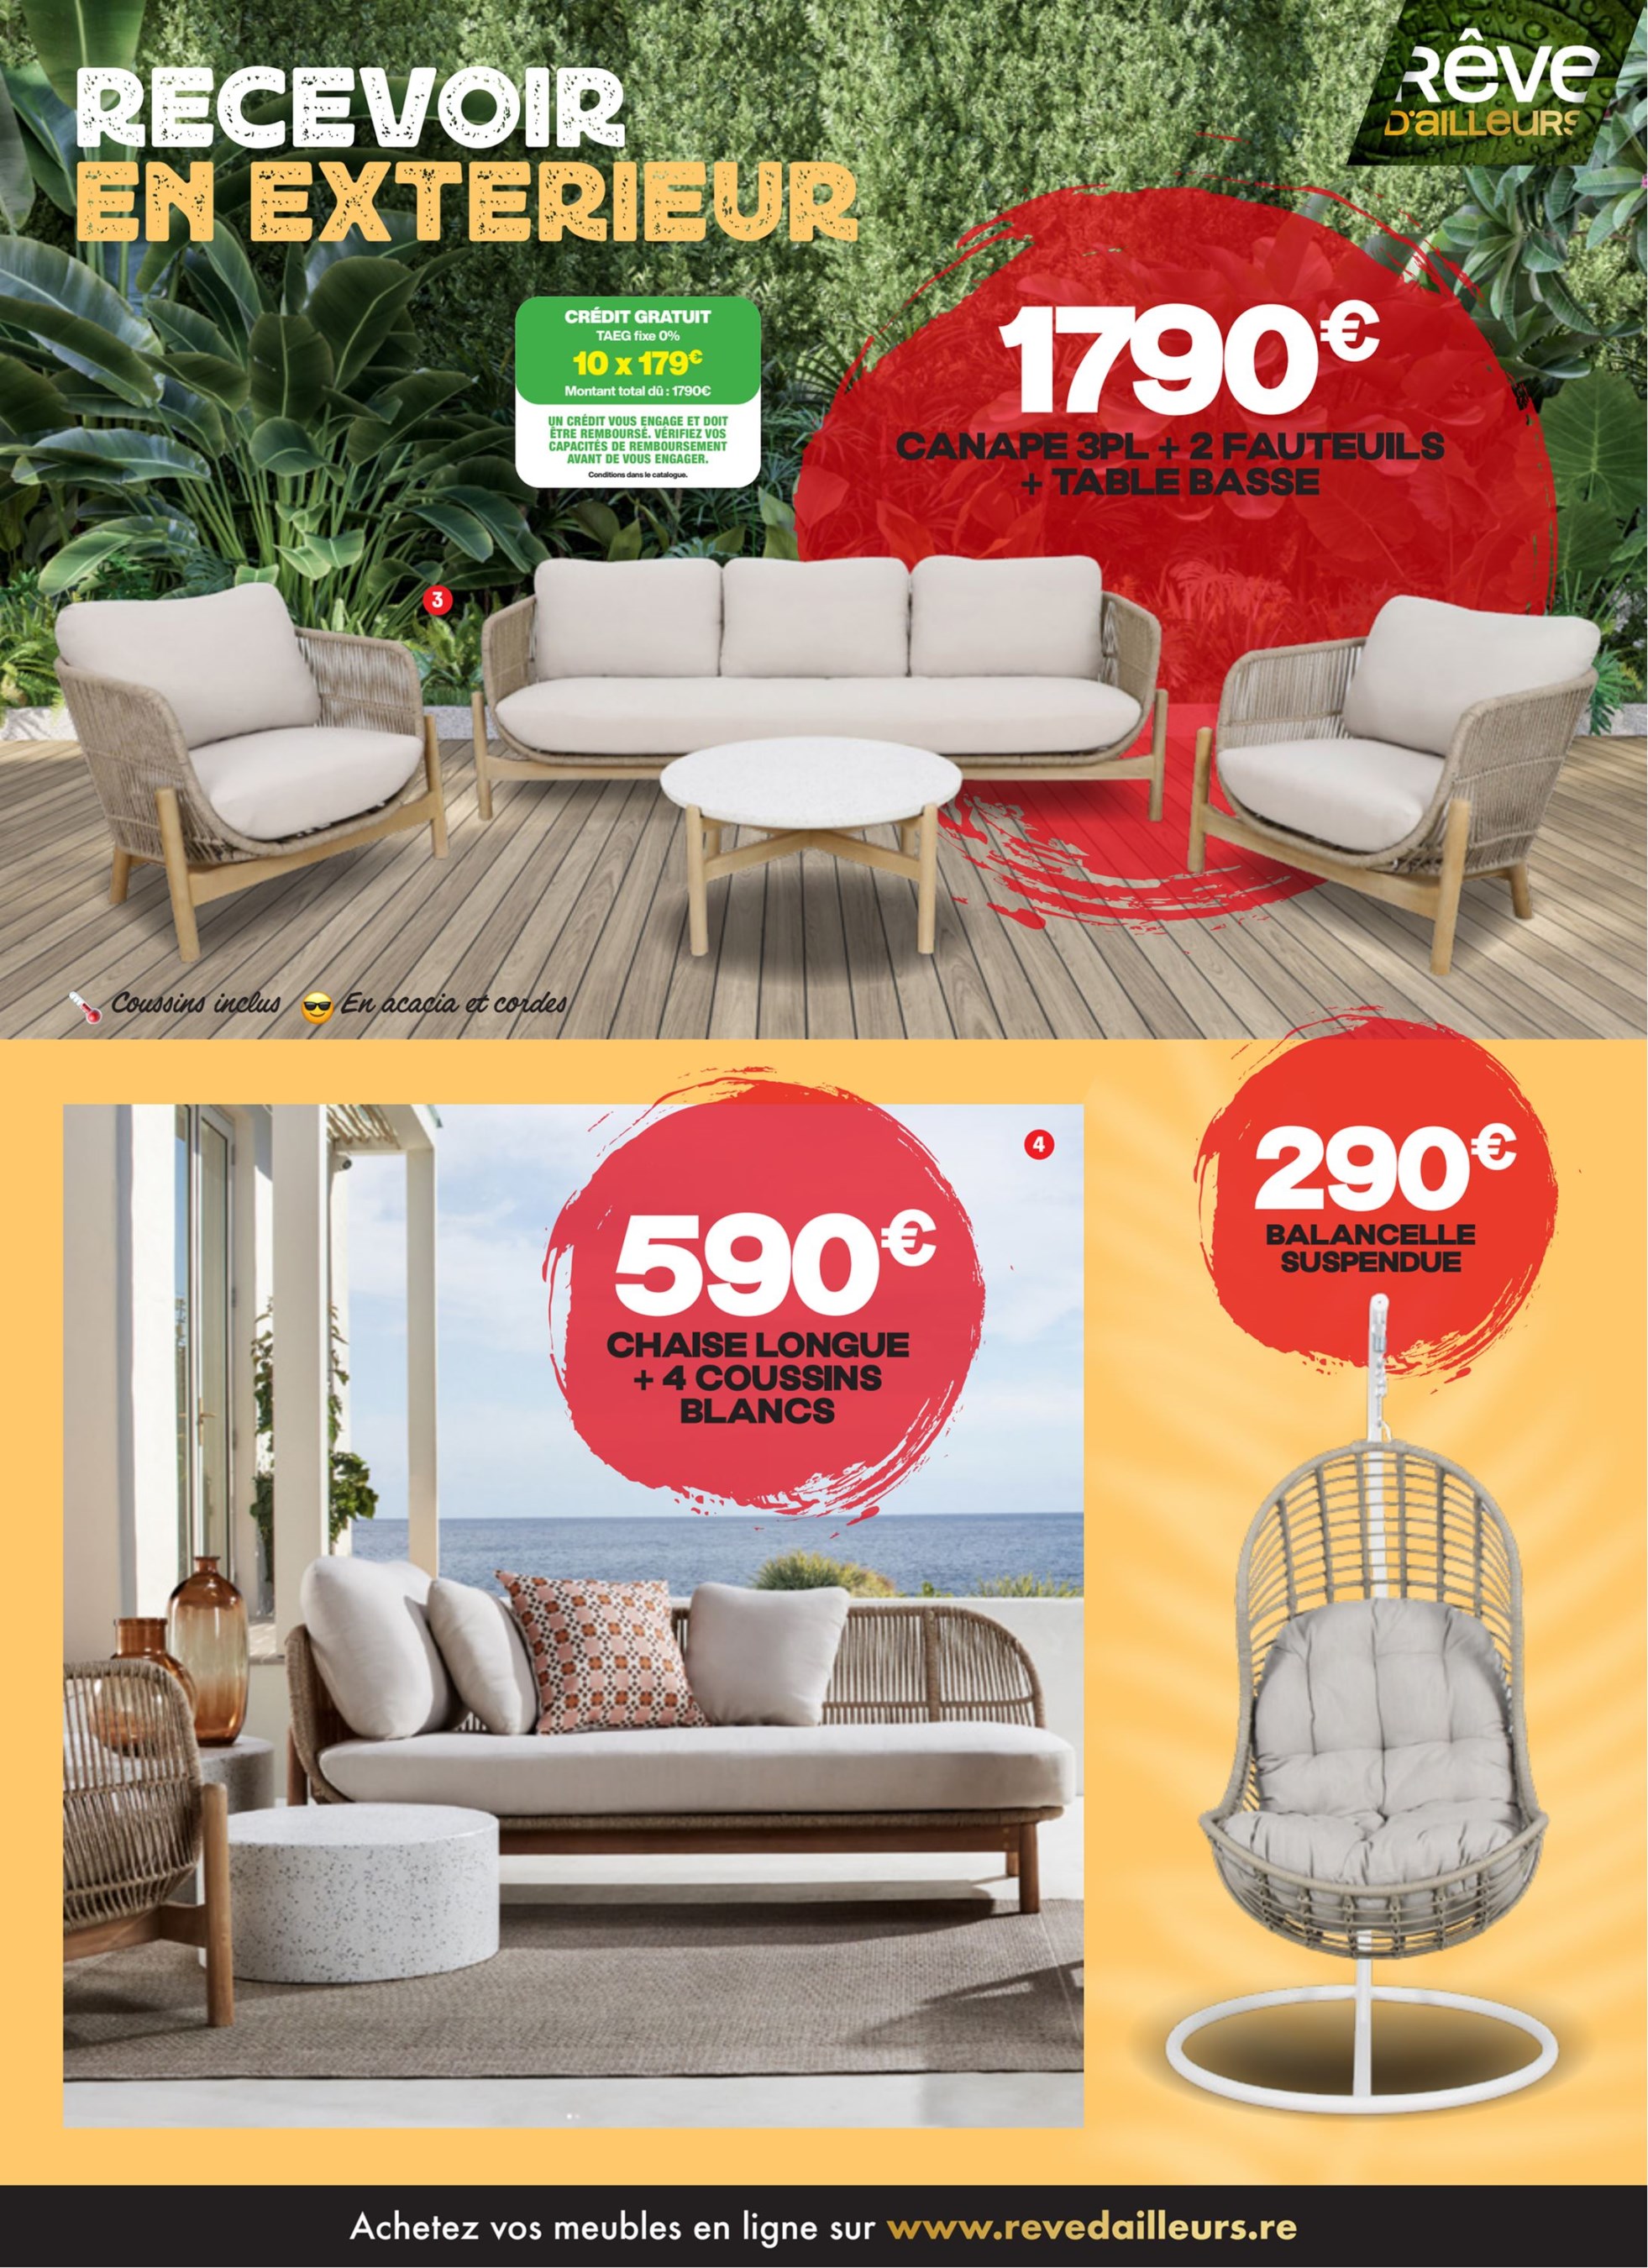 RÊVE
D'AILLEURS
RECEVOIR
EN EXTERIEUR
CRÉDIT GRATUIT
TAEG fixe 0%
10 x 179€
Montant total dû : 1790€
UN CRÉDIT VOUS ENGAGE ET DOIT
ÊTRE REMBOURSÉ. VÉRIFIEZ VOS
CAPACITÉS DE REMBOURSEMENT
AVANT DE VOUS ENGAGER.
Conditions dans le catalogue.
1790€
CANAPE 3PL + 2 FAUTEUILS
+ TABLE BASSE
3
Coussins inclus
En acacia et cordes
4
590€
CHAISE LONGUE
+ 4 COUSSINS
BLANCS
290€
BALANCELLE
SUSPENDUE
Achetez vos meubles en ligne sur www.revedailleurs.re